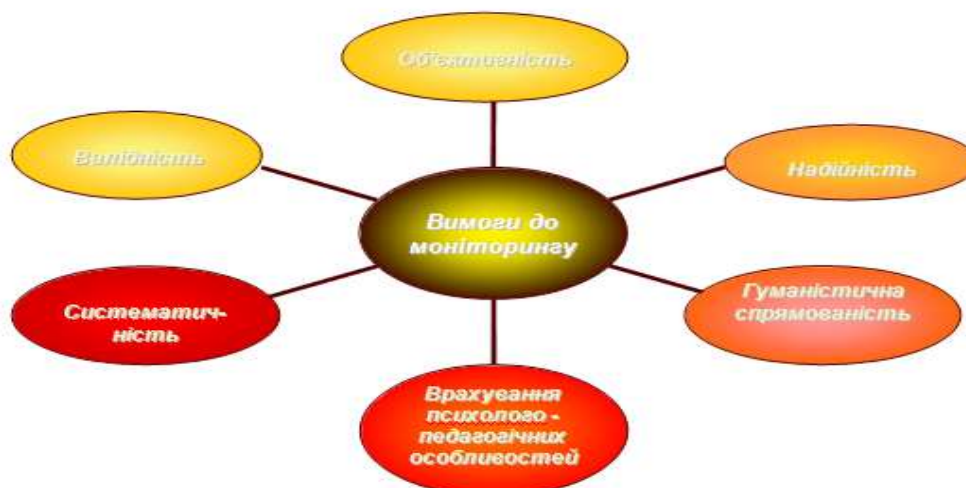 Об'єктивність
Валідність
Надійність
Вимоги до
моніторингу
Систематич-
ність
Гуманістична
спрямованість
Врахування
психолого -
педагогічних
особливостей